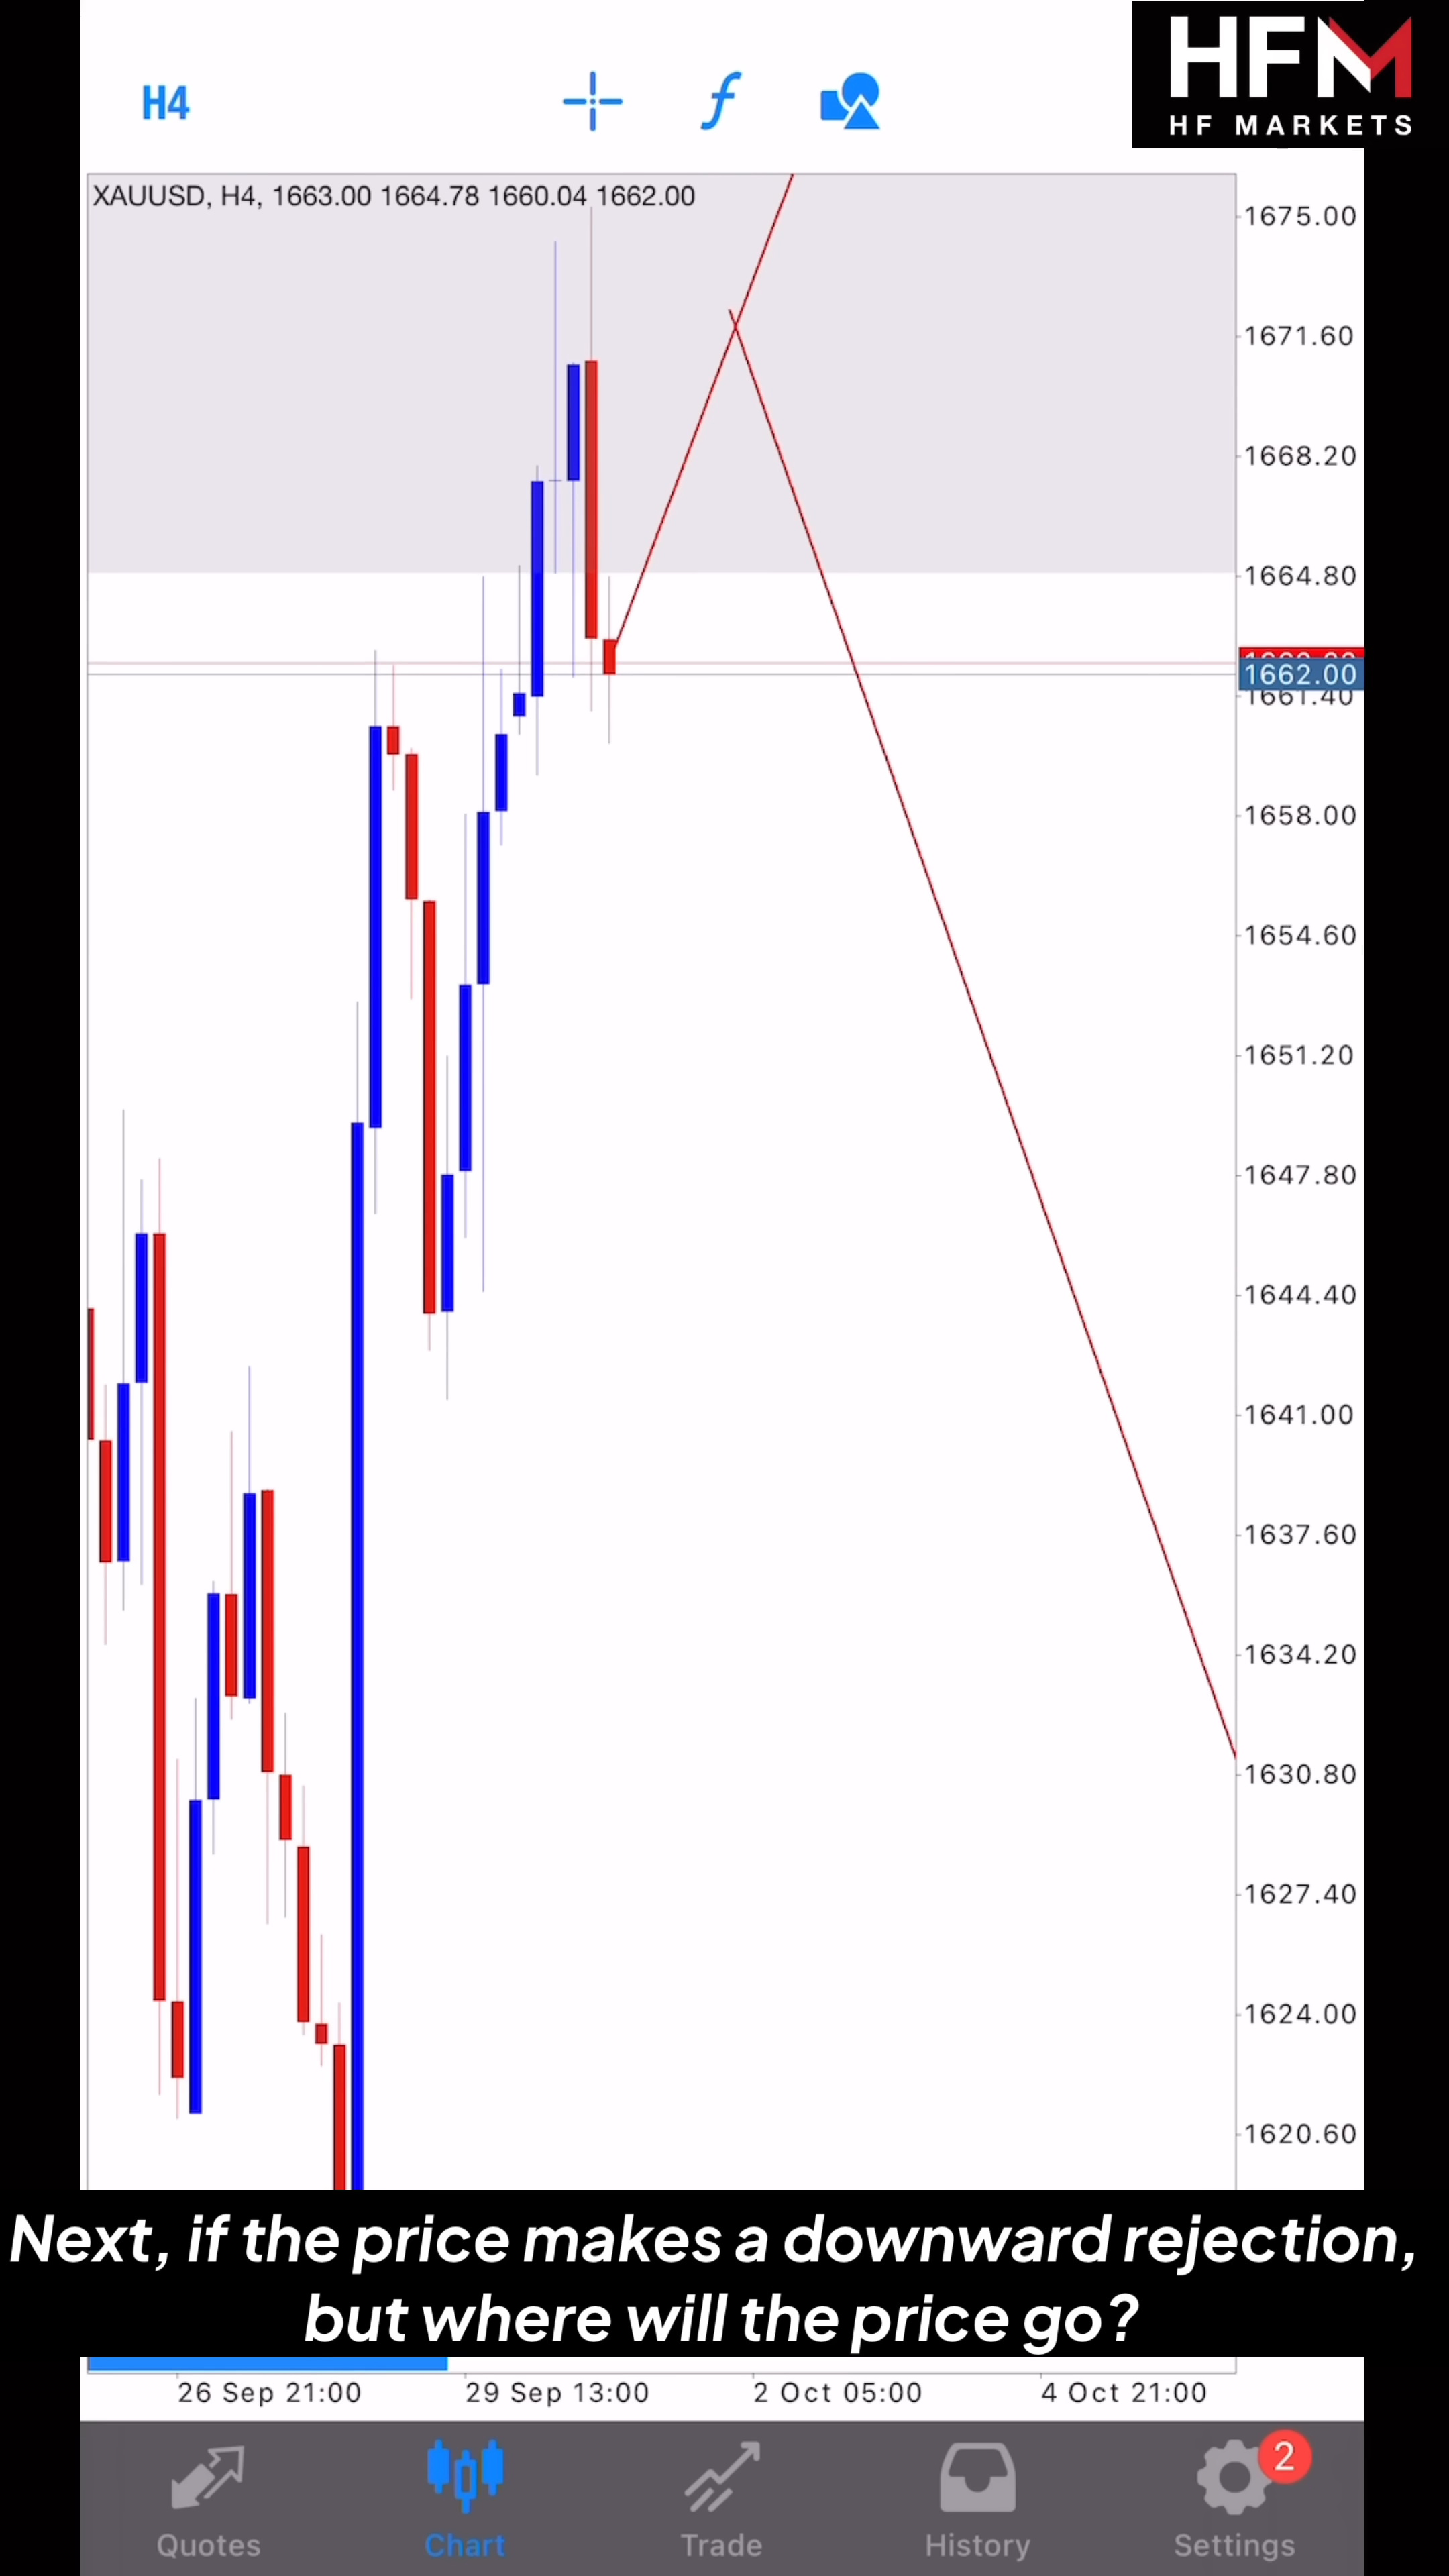 HFM
HF MARKETS
H4
XAUUSD, H4, 1663.00 1664.78 1660.04 1662.00
1675.00
1671.60
1668.20
1664.80
1662.00
1661.40
1658.00
1654.60
1651.20
1647.80
1644.40
1641.00
1637.60
1634.20
1630.80
1627.40
1624.00
1620.60
Next, if the price makes a downward rejection,
but where will the price go?
26 Sep 21:00 29 Sep 13:00 2 Oct 05:00 4 Oct 21:00
2
Quotes Chart Trade History Settings